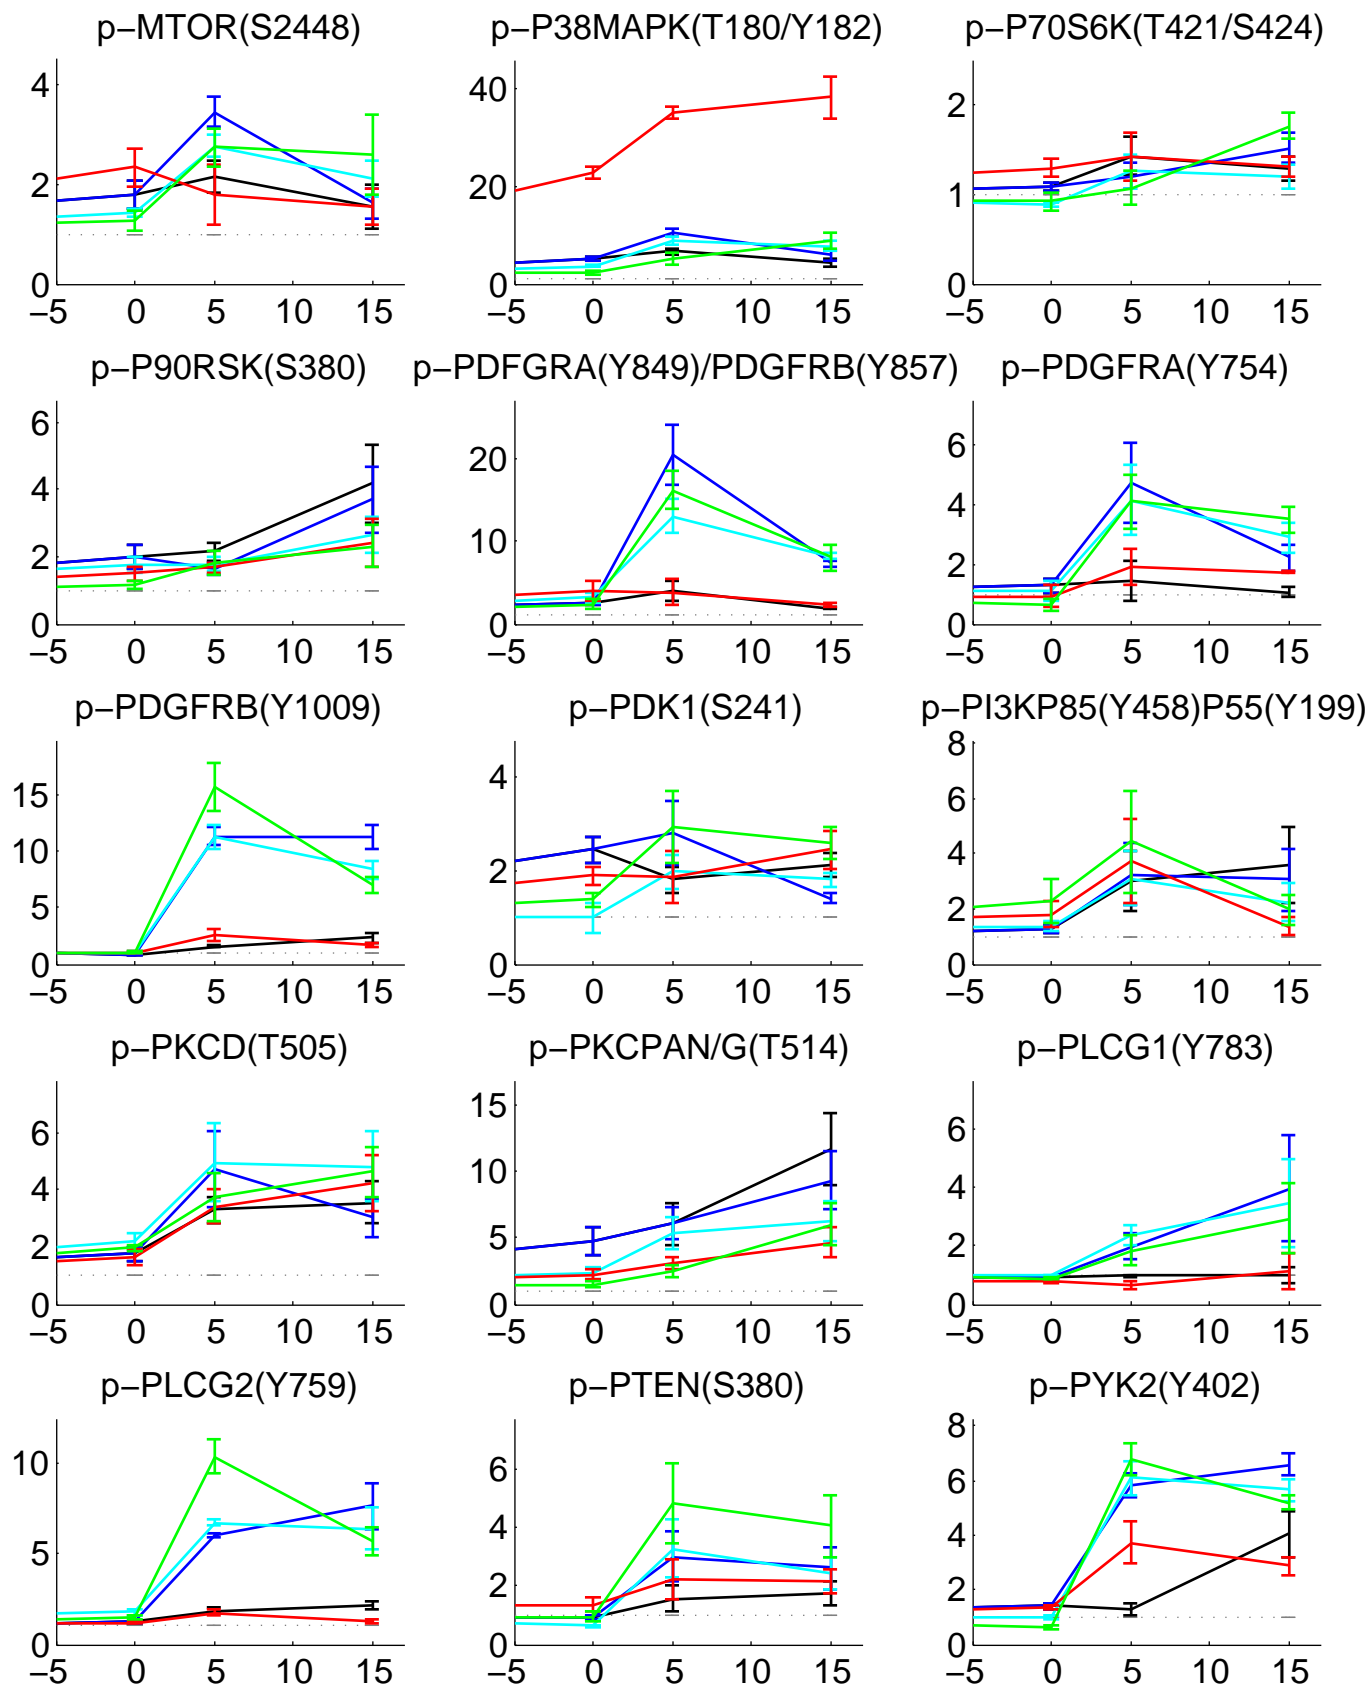 p−MTOR(S2448) p−P38MAPK(T180/Y182) p−P70S6K(T421/S424)
4 40 2
2 20 1
0 0 0
−5 0 5 10 15 −5 0 5 10 15 −5 0 5 10 15
p−P90RSK(S380) p−PDFGRA(Y849)/PDGFRB(Y857) p−PDGFRA(Y754)
6 20 6
4 10 4
2 0 2
0 0
−5 0 5 10 15 −5 0 5 10 15 −5 0 5 10 15
p−PDGFRB(Y1009) p−PDK1(S241) p−PI3KP85(Y458)P55(Y199)
15 4 8
10 2 6
5 0 4
0 2
0
−5 0 5 10 15 −5 0 5 10 15 −5 0 5 10 15
p−PKCD(T505) p−PKCPAN/G(T514) p−PLCG1(Y783)
6 15 6
4 10 4
2 5 2
0 0 0
−5 0 5 10 15 −5 0 5 10 15 −5 0 5 10 15
p−PLCG2(Y759) p−PTEN(S380) p−PYK2(Y402)
10 6 8
5 4 6
0 2 4
0 2
0
−5 0 5 10 15 −5 0 5 10 15 −5 0 5 10 15